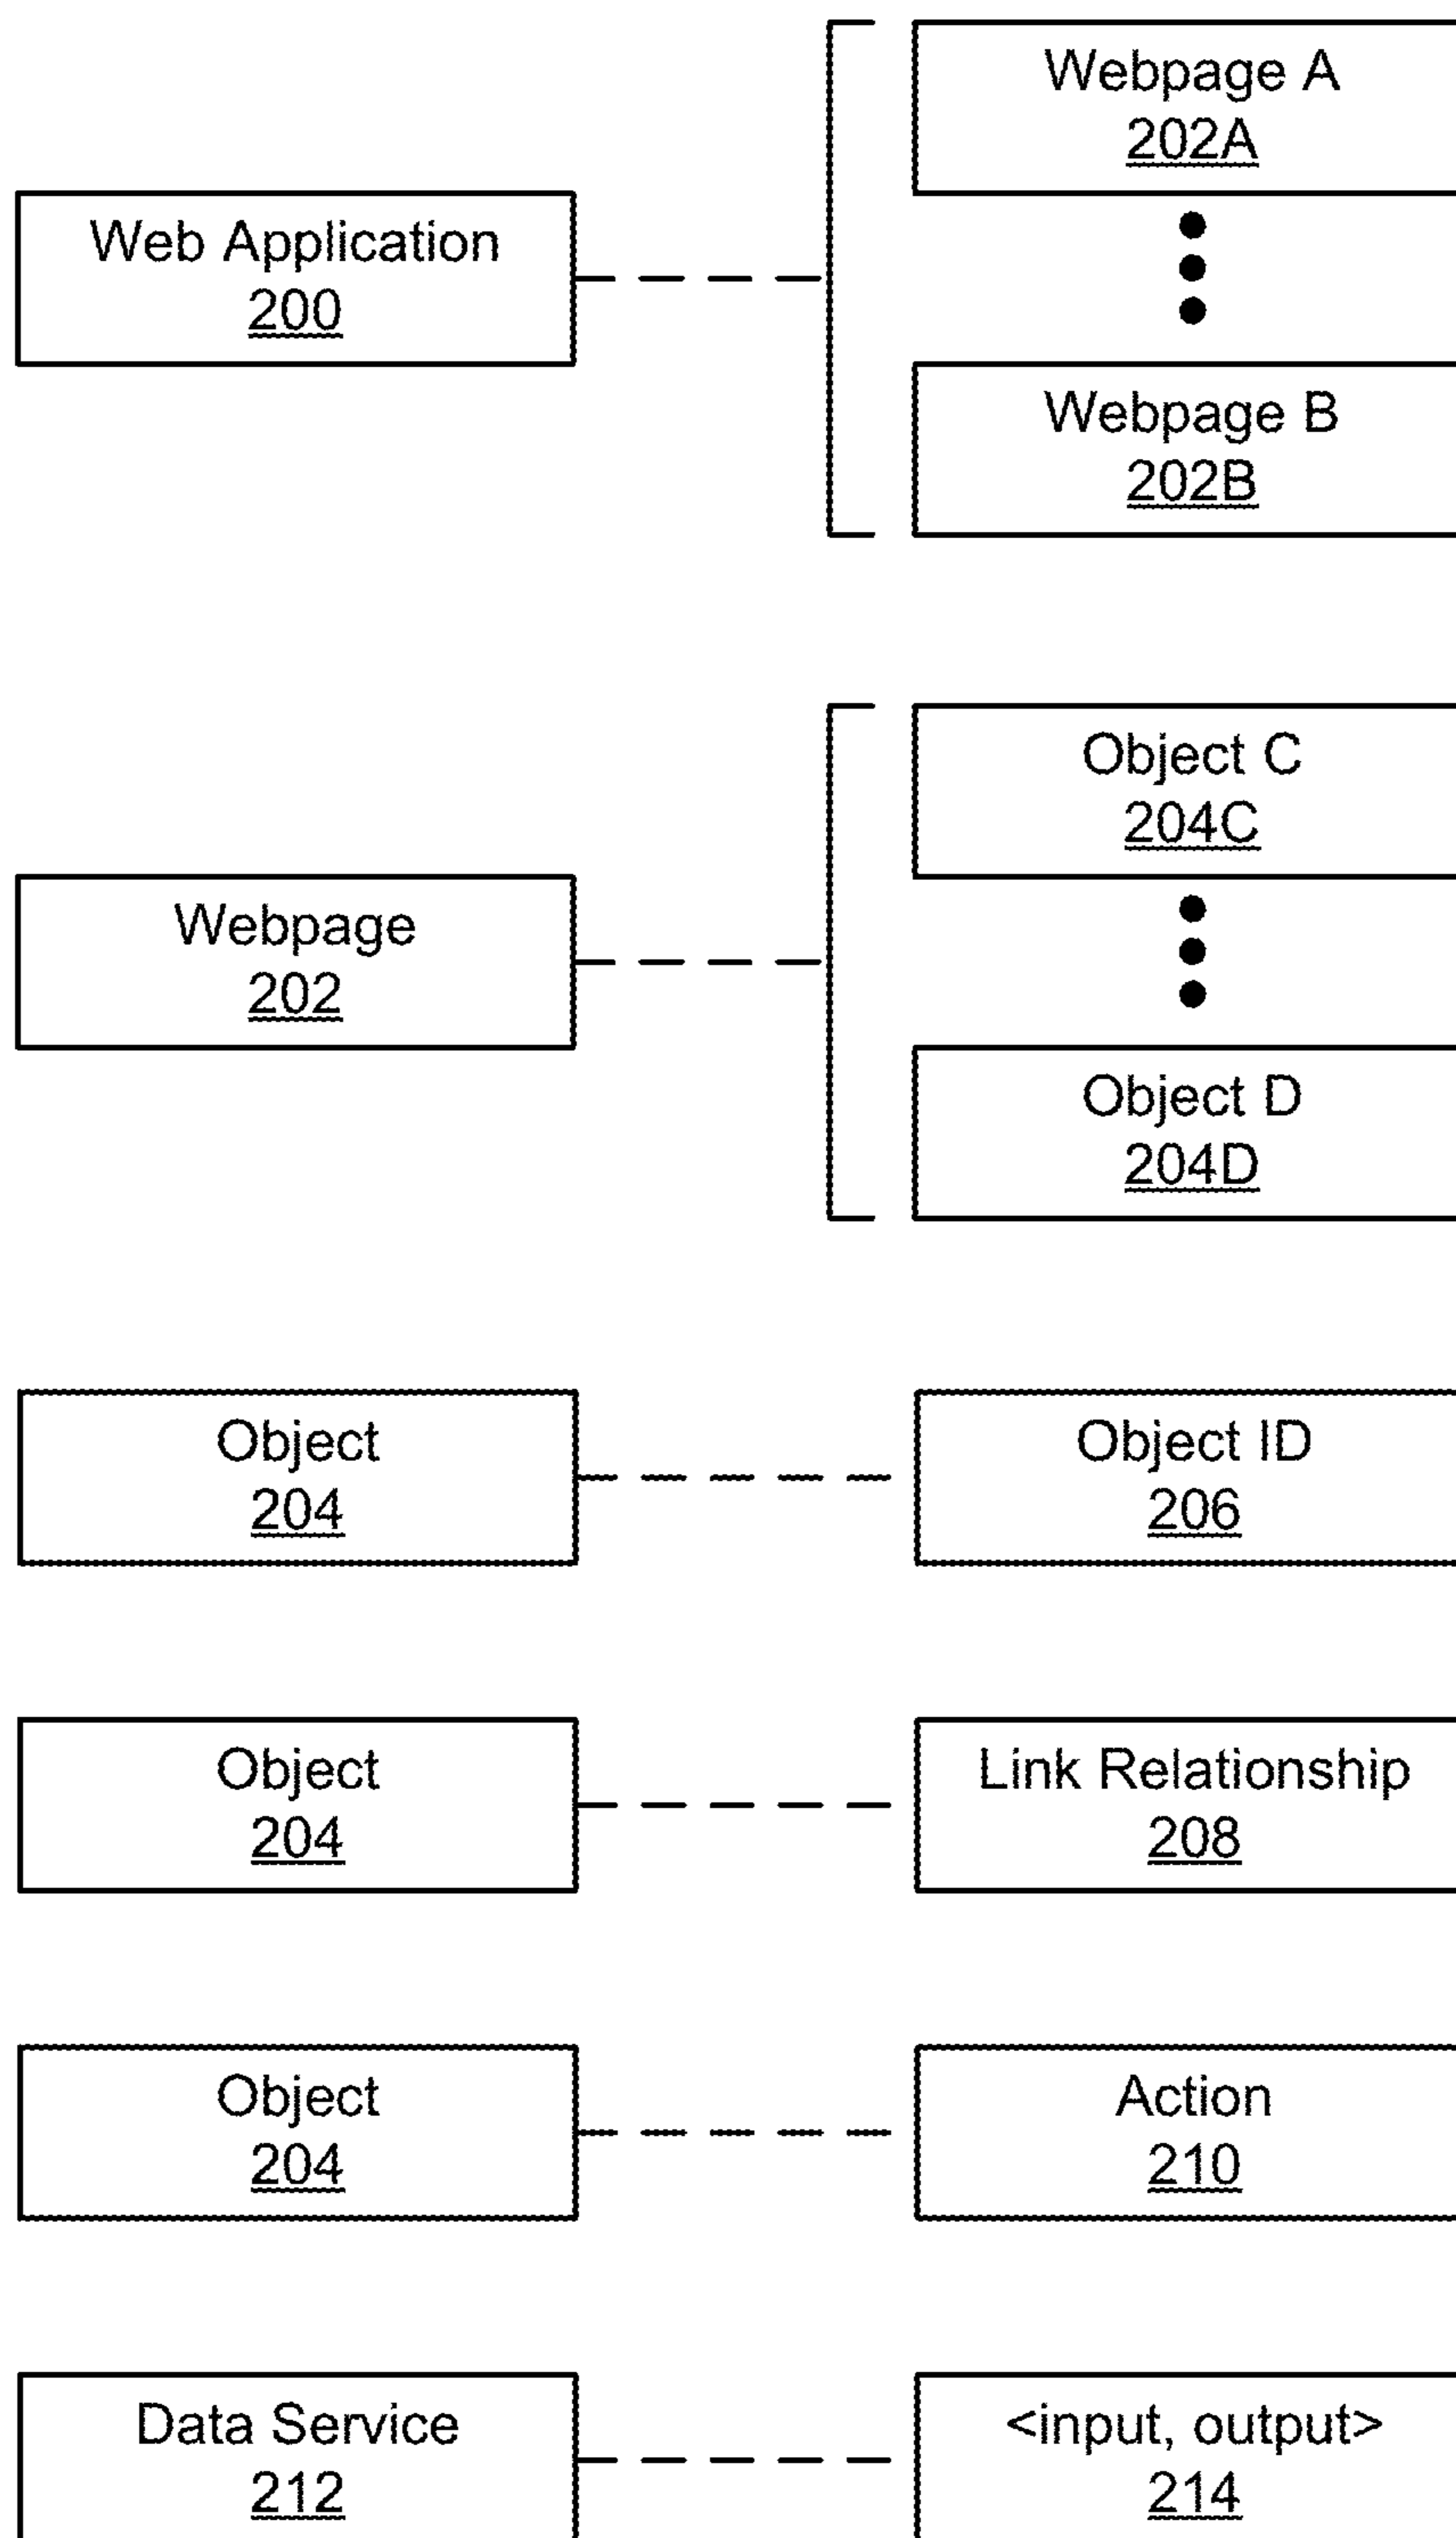 Webpage A
202A
Web Application
200
Webpage B
202B
Object C
204C
Webpage
202
Object D
204D
Object
204
Object ID
206
Object
204
Link Relationship
208
Object
204
Action
210
Data Service
212
<input, output>
214